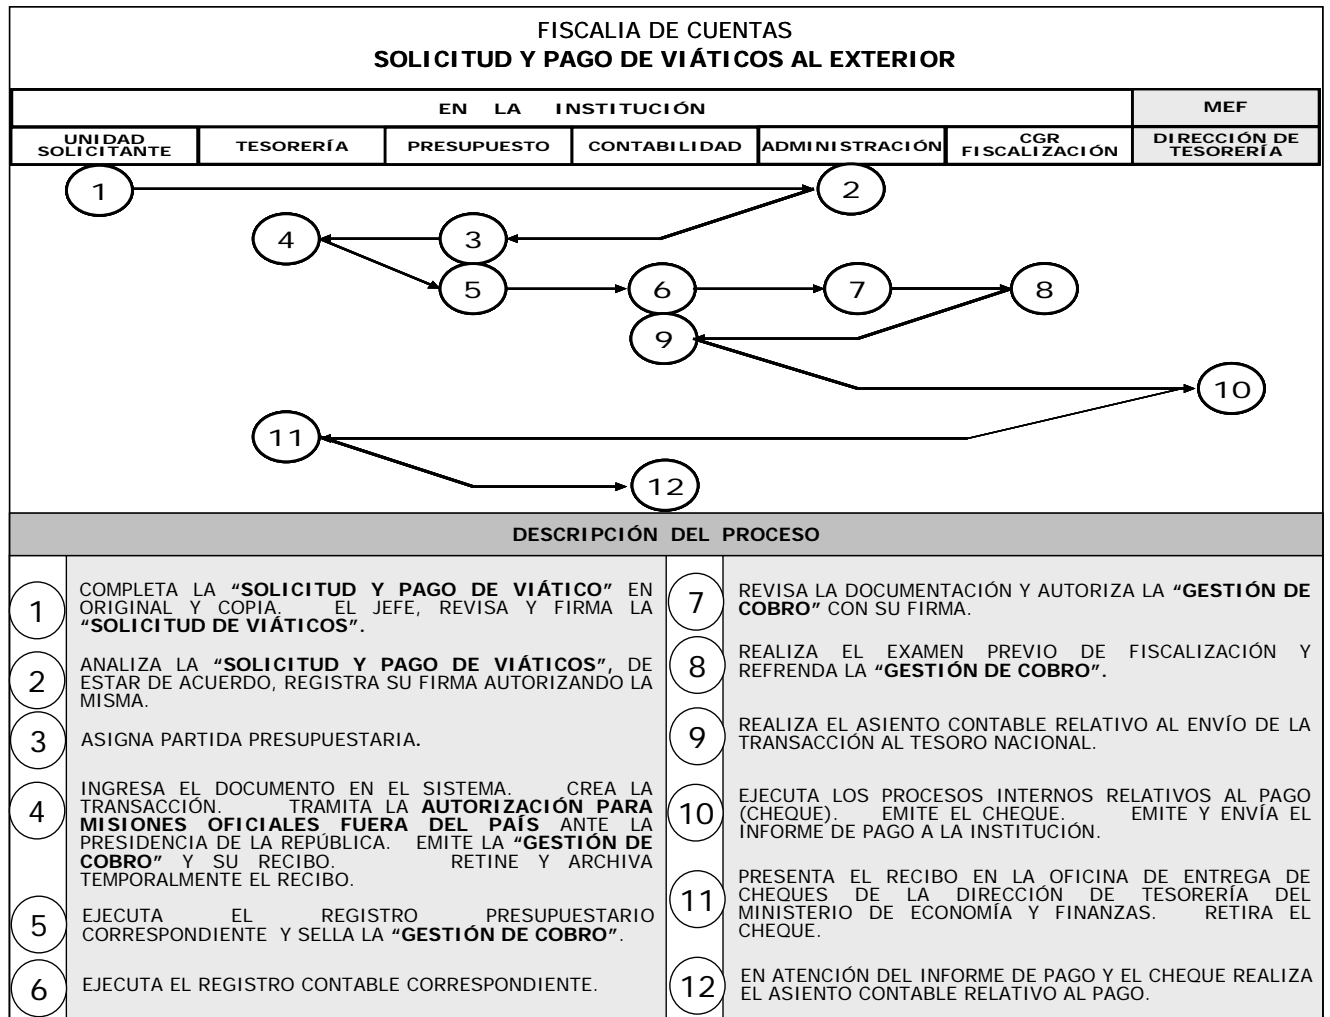 FISCALIA DE CUENTAS
SOLICITUD Y PAGO DE VIÁTICOS AL EXTERIOR
EN LA INSTITUCIÓN
MEF
UNIDAD
SOLICITANTE
TESORERÍA
PRESUPUESTO
CONTABILIDAD
ADMINISTRACIÓN
CGR
FISCALIZACIÓN
DIRECCIÓN DE
TESORERÍA
1
2
4
3
5
6
7
8
9
10
11
12
DESCRIPCIÓN DEL PROCESO
1
COMPLETA LA “SOLICITUD Y PAGO DE VIÁTICO” EN
ORIGINAL Y COPIA. EL JEFE, REVISA Y FIRMA LA
“SOLICITUD DE VIÁTICOS”.
2
ANALIZA LA “SOLICITUD Y PAGO DE VIÁTICOS”, DE
ESTAR DE ACUERDO, REGISTRA SU FIRMA AUTORIZANDO LA
MISMA.
3
ASIGNA PARTIDA PRESUPUESTARIA.
4
INGRESA EL DOCUMENTO EN EL SISTEMA. CREA LA
TRANSACCIÓN. TRAMITA LA AUTORIZACIÓN PARA
MISIONES OFICIALES FUERA DEL PAÍS ANTE LA
PRESIDENCIA DE LA REPÚBLICA. EMITE LA “GESTIÓN DE
COBRO” Y SU RECIBO. RETINE Y ARCHIVA
TEMPORALMENTE EL RECIBO.
5
EJECUTA EL REGISTRO PRESUPUESTARIO
CORRESPONDIENTE Y SELLA LA “GESTIÓN DE COBRO”.
6
EJECUTA EL REGISTRO CONTABLE CORRESPONDIENTE.
7
REVISA LA DOCUMENTACIÓN Y AUTORIZA LA “GESTIÓN DE
COBRO” CON SU FIRMA.
8
REALIZA EL EXAMEN PREVIO DE FISCALIZACIÓN Y
REFRENDA LA “GESTIÓN DE COBRO”.
9
REALIZA EL ASIENTO CONTABLE RELATIVO AL ENVÍO DE LA
TRANSACCIÓN AL TESORO NACIONAL.
10
EJECUTA LOS PROCESOS INTERNOS RELATIVOS AL PAGO
(CHEQUE). EMITE EL CHEQUE. EMITE Y ENVÍA EL
INFORME DE PAGO A LA INSTITUCIÓN.
11
PRESENTA EL RECIBO EN LA OFICINA DE ENTREGA DE
CHEQUES DE LA DIRECCIÓN DE TESORERÍA DEL
MINISTERIO DE ECONOMÍA Y FINANZAS. RETIRA EL
CHEQUE.
12
EN ATENCIÓN DEL INFORME DE PAGO Y EL CHEQUE REALIZA
EL ASIENTO CONTABLE RELATIVO AL PAGO.